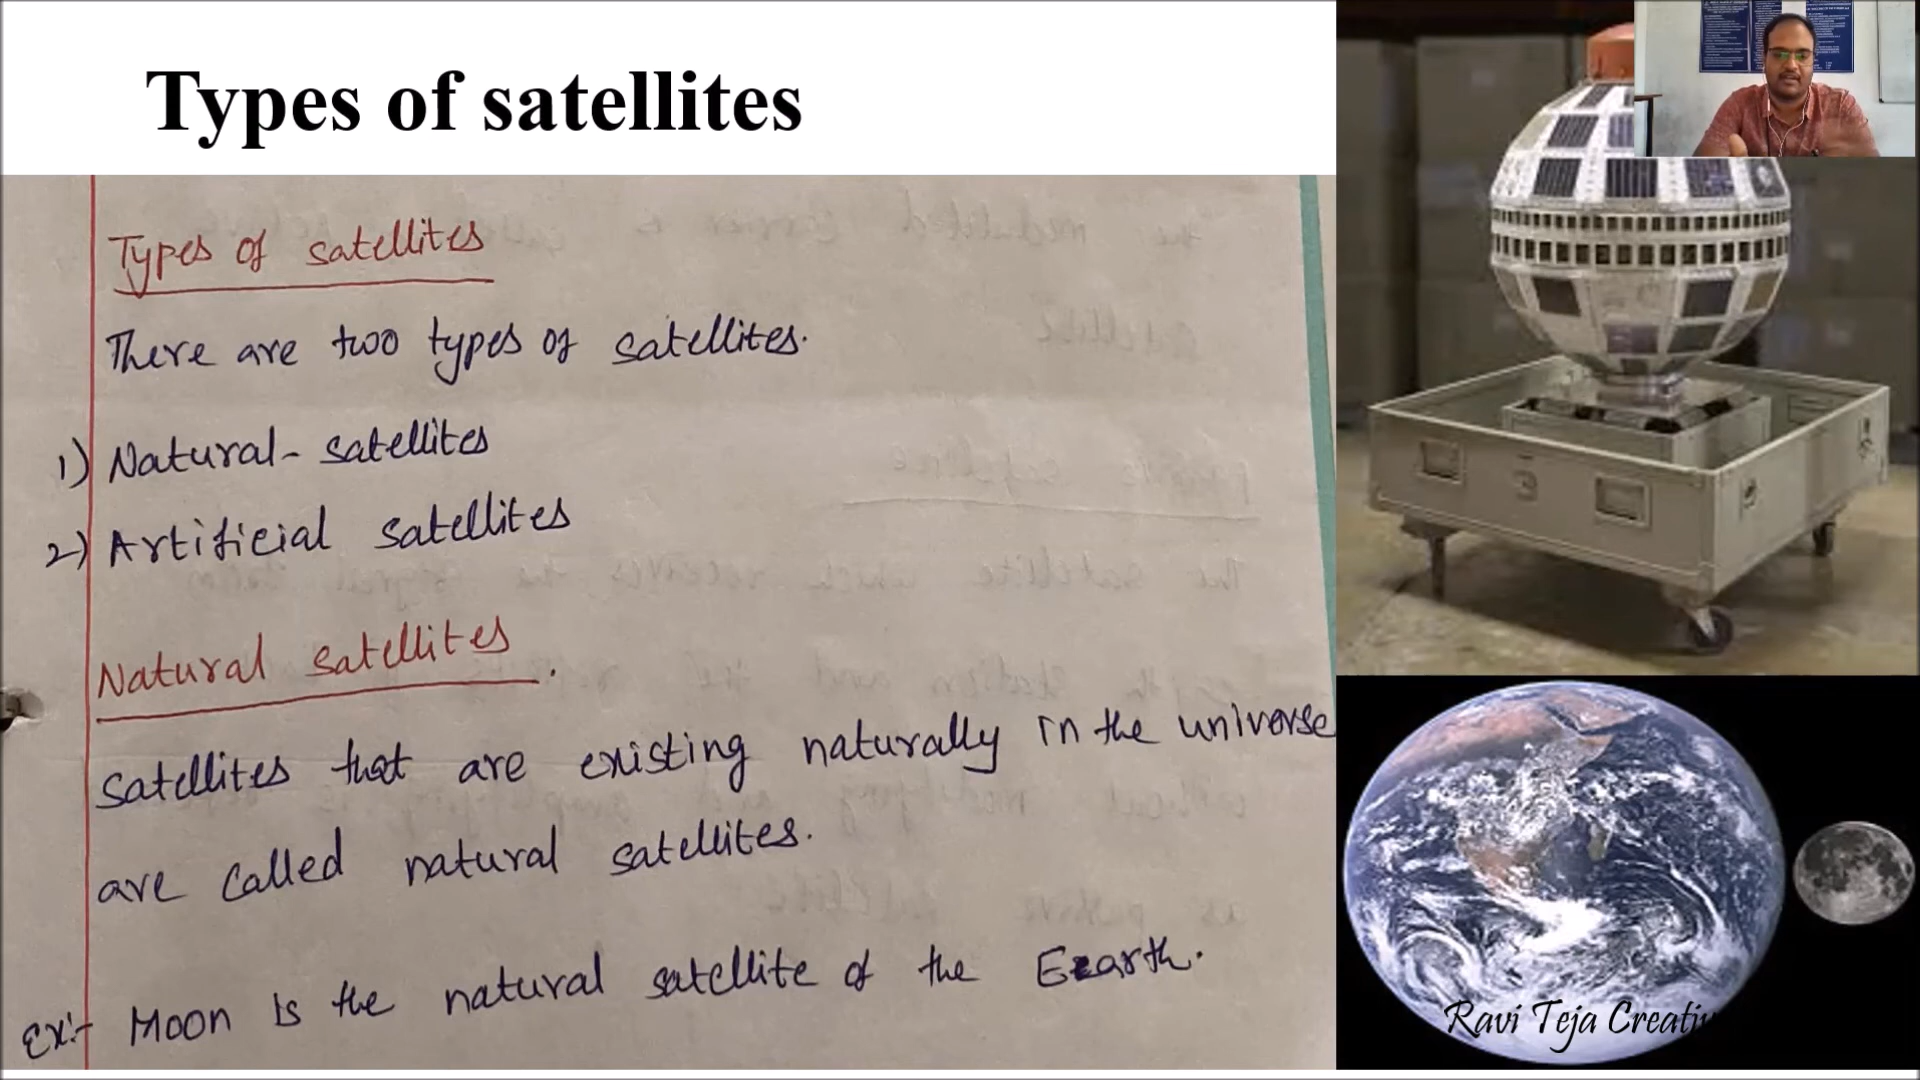 Types of satellites
Types of satellites
There are two types of satellites.
1) Natural - satellites
2) Artificial satellites
Natural satellites.
Satellites that are existing naturally in the universe
are called natural satellites.
Ex:- Moon is the natural satellite of the Earth.
Ravi Teja Creati